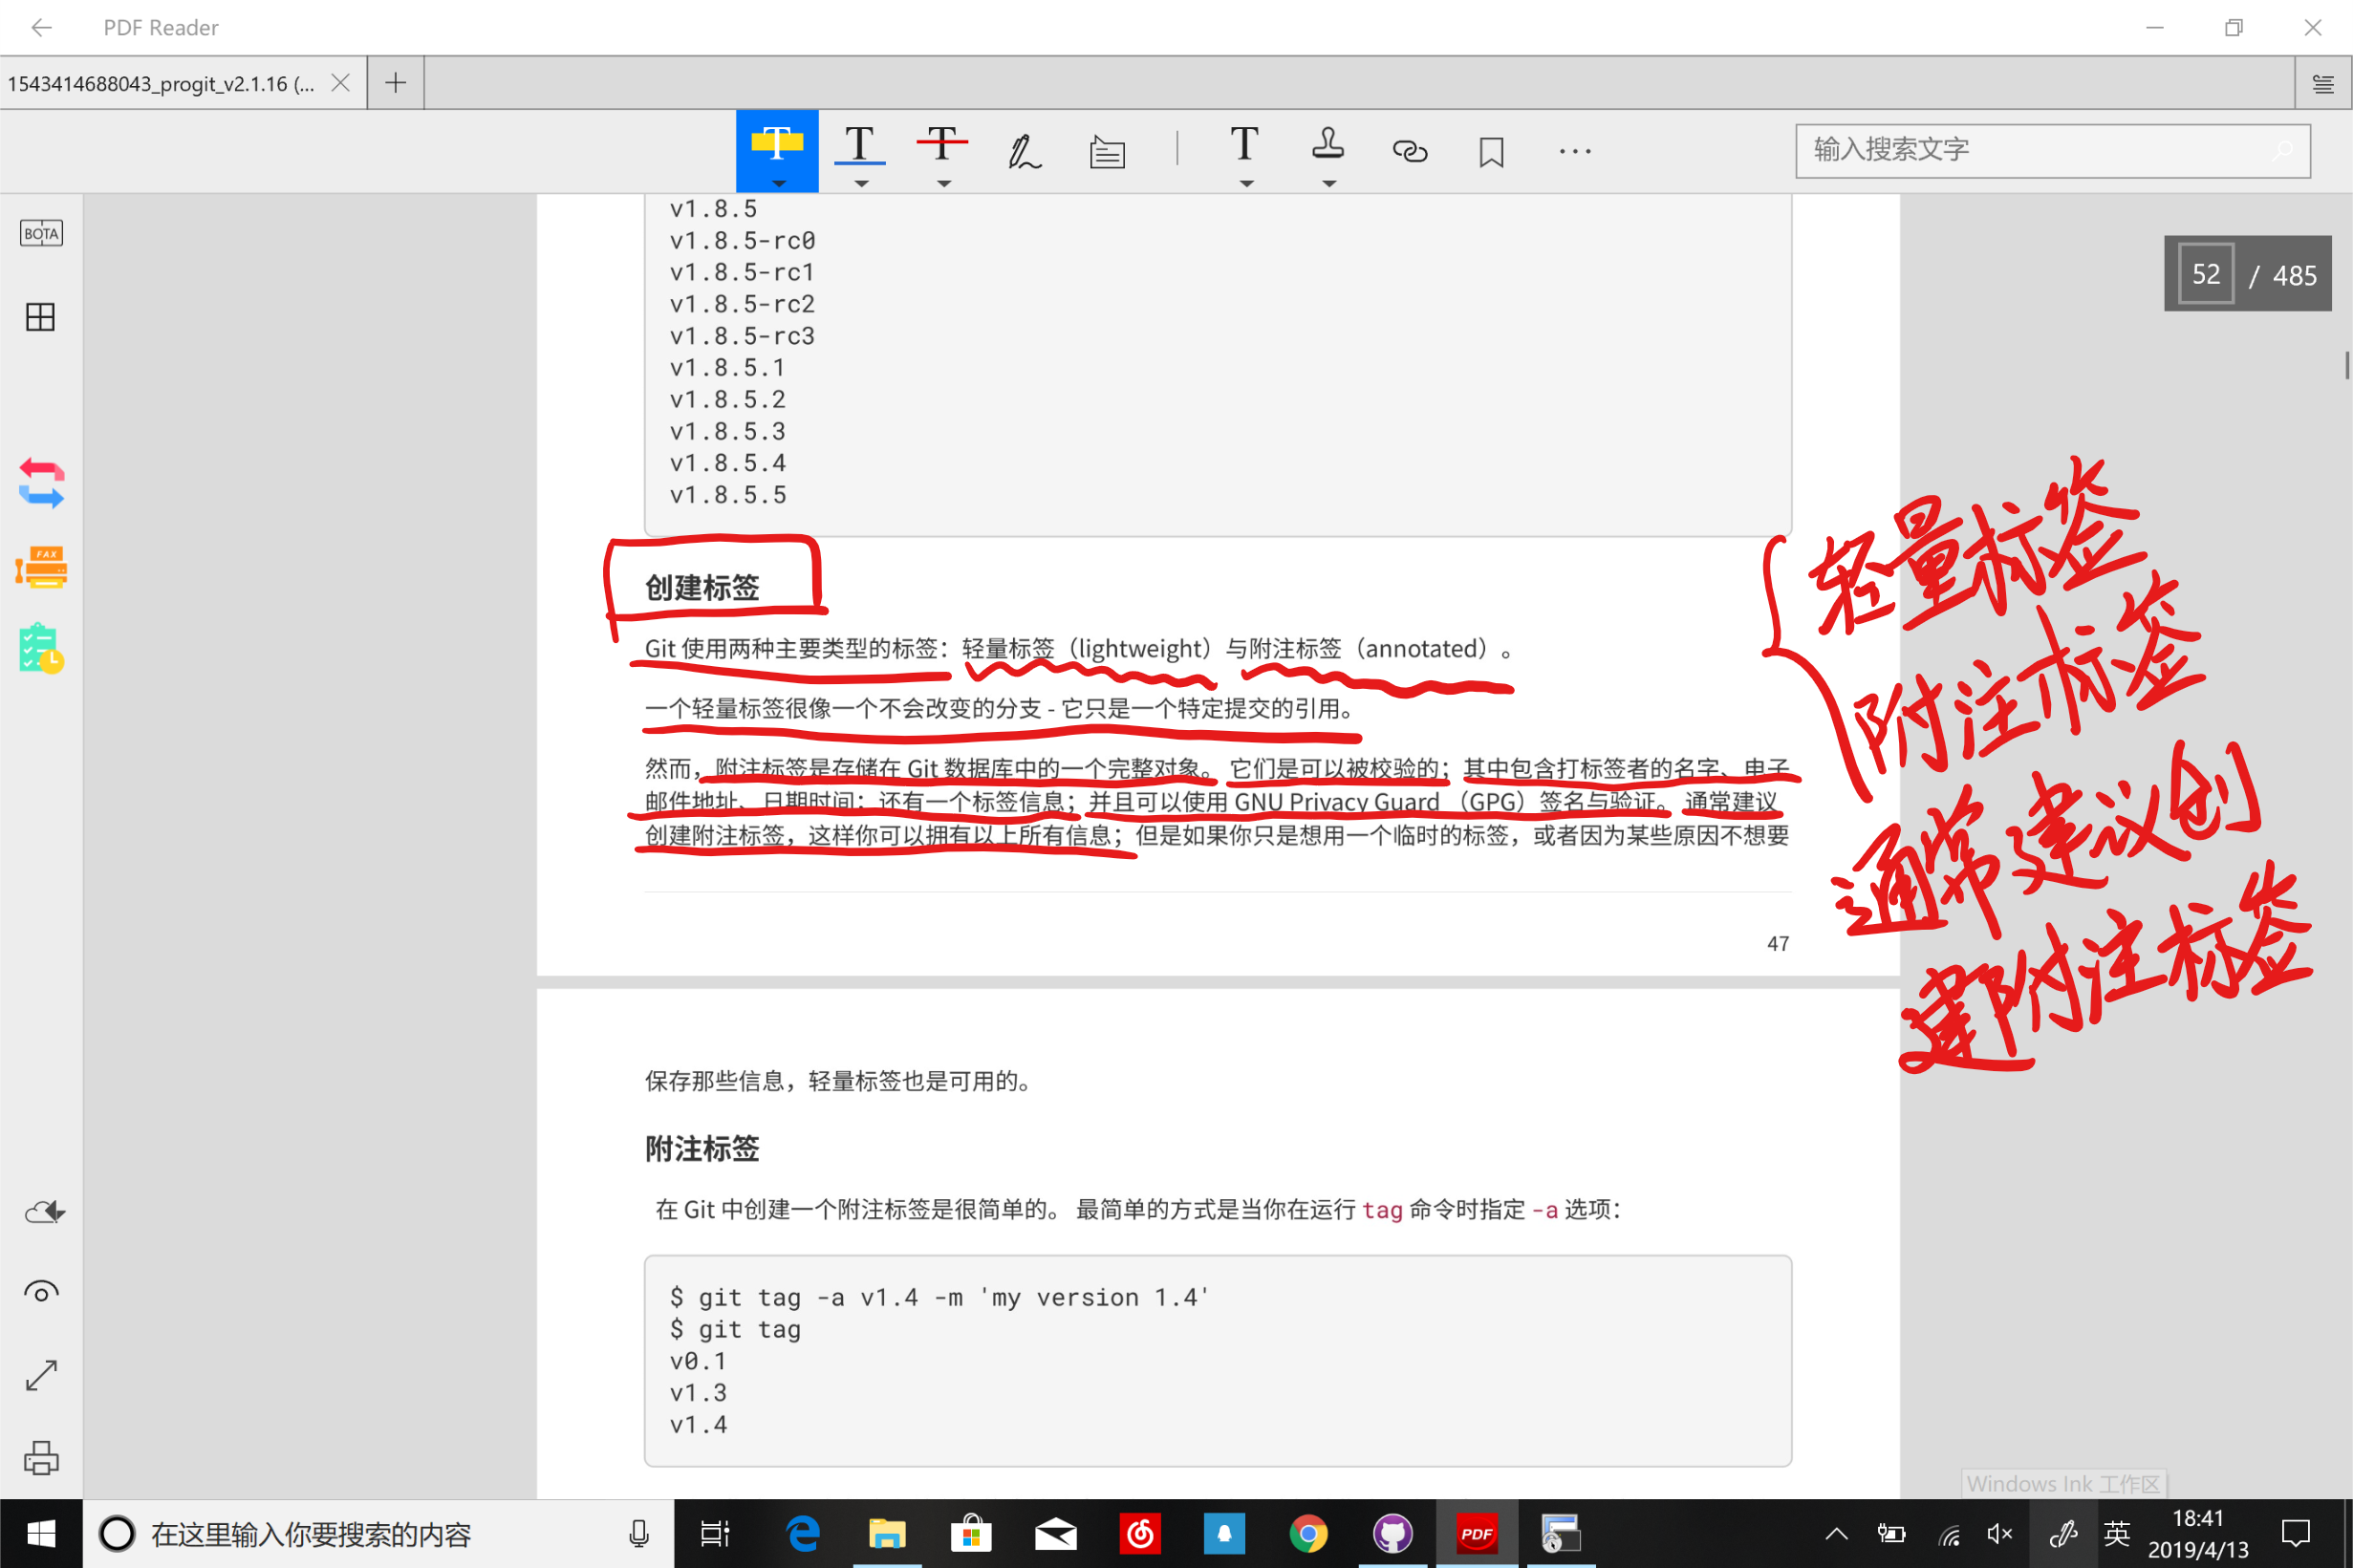 PDF Reader
1543414688043_progit_v2.1.16 (...
输入搜索文字
BOTA
52 / 485
FAX
v1.8.5
v1.8.5-rc0
v1.8.5-rc1
v1.8.5-rc2
v1.8.5-rc3
v1.8.5.1
v1.8.5.2
v1.8.5.3
v1.8.5.4
v1.8.5.5
创建标签
Git 使用两种主要类型的标签：轻量标签（lightweight）与附注标签（annotated）。
一个轻量标签很像一个不会改变的分支 - 它只是一个特定提交的引用。
然而，附注标签是存储在 Git 数据库中的一个完整对象。 它们是可以被校验的；其中包含打标签者的名字、电子
邮件地址、日期时间；还有一个标签信息；并且可以使用 GNU Privacy Guard （GPG）签名与验证。 通常建议
创建附注标签，这样你可以拥有以上所有信息；但是如果你只是想用一个临时的标签，或者因为某些原因不想要
47
轻量标签
附注标签
通常建议创
建附注标签
保存那些信息，轻量标签也是可用的。
附注标签
在 Git 中创建一个附注标签是很简单的。 最简单的方式是当你在运行 tag 命令时指定 -a 选项：
$ git tag -a v1.4 -m 'my version 1.4'
$ git tag
v0.1
v1.3
v1.4
Windows Ink 工作区
在这里输入你要搜索的内容
PDF
英
18:41
2019/4/13